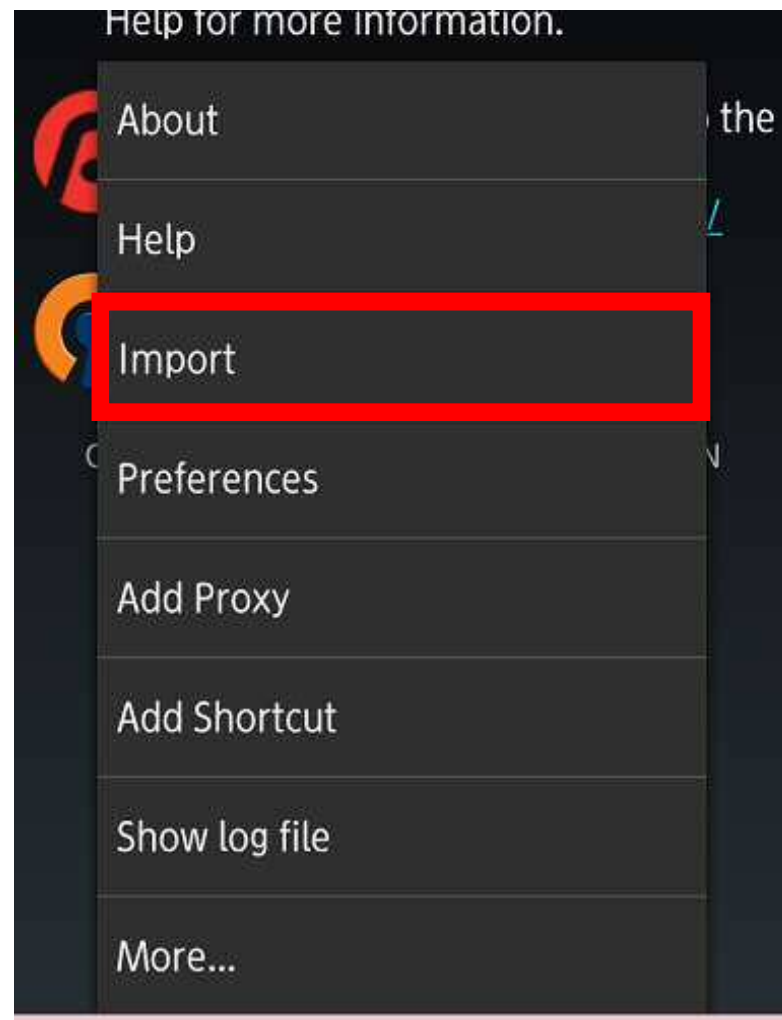 Help for more information.
About
the
Help
/
Import
Preferences
N
Add Proxy
Add Shortcut
Show log file
More...